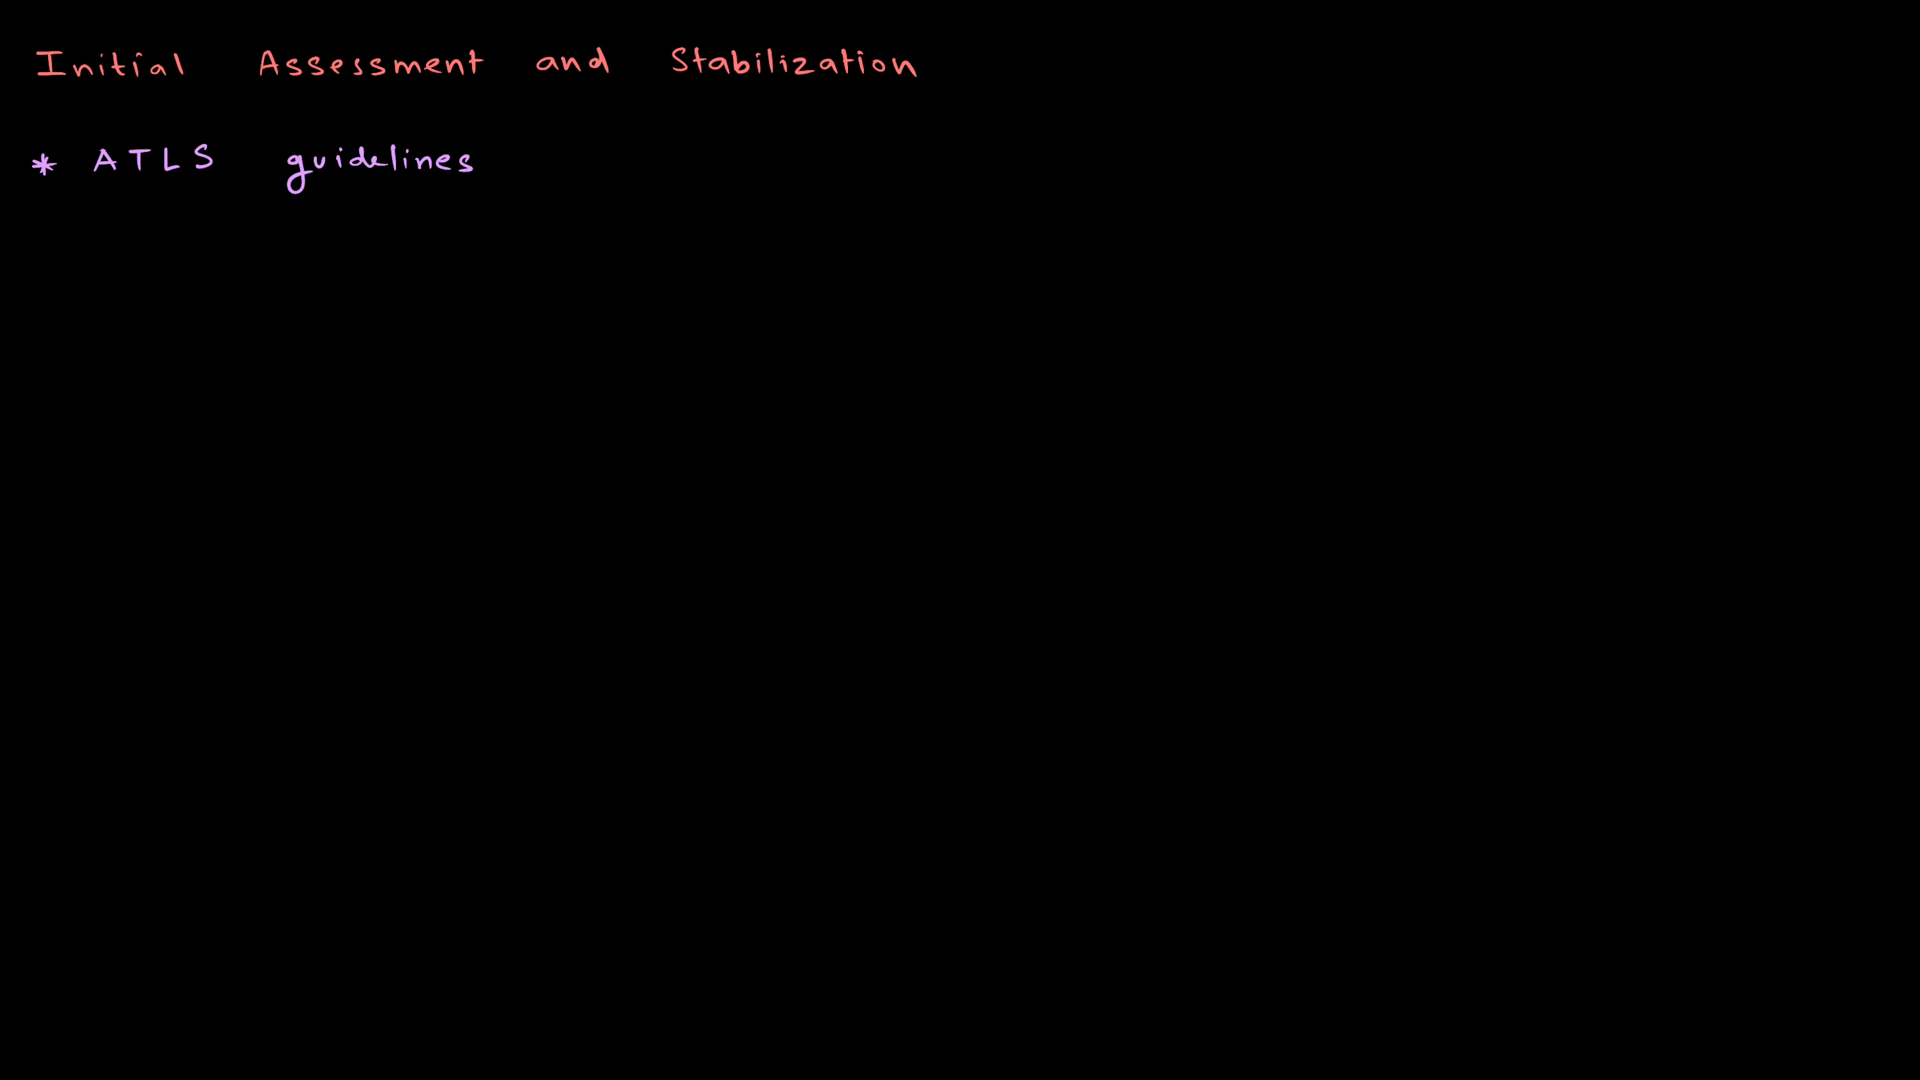 Initial Assessment and Stabilization
* ATLS guidelines